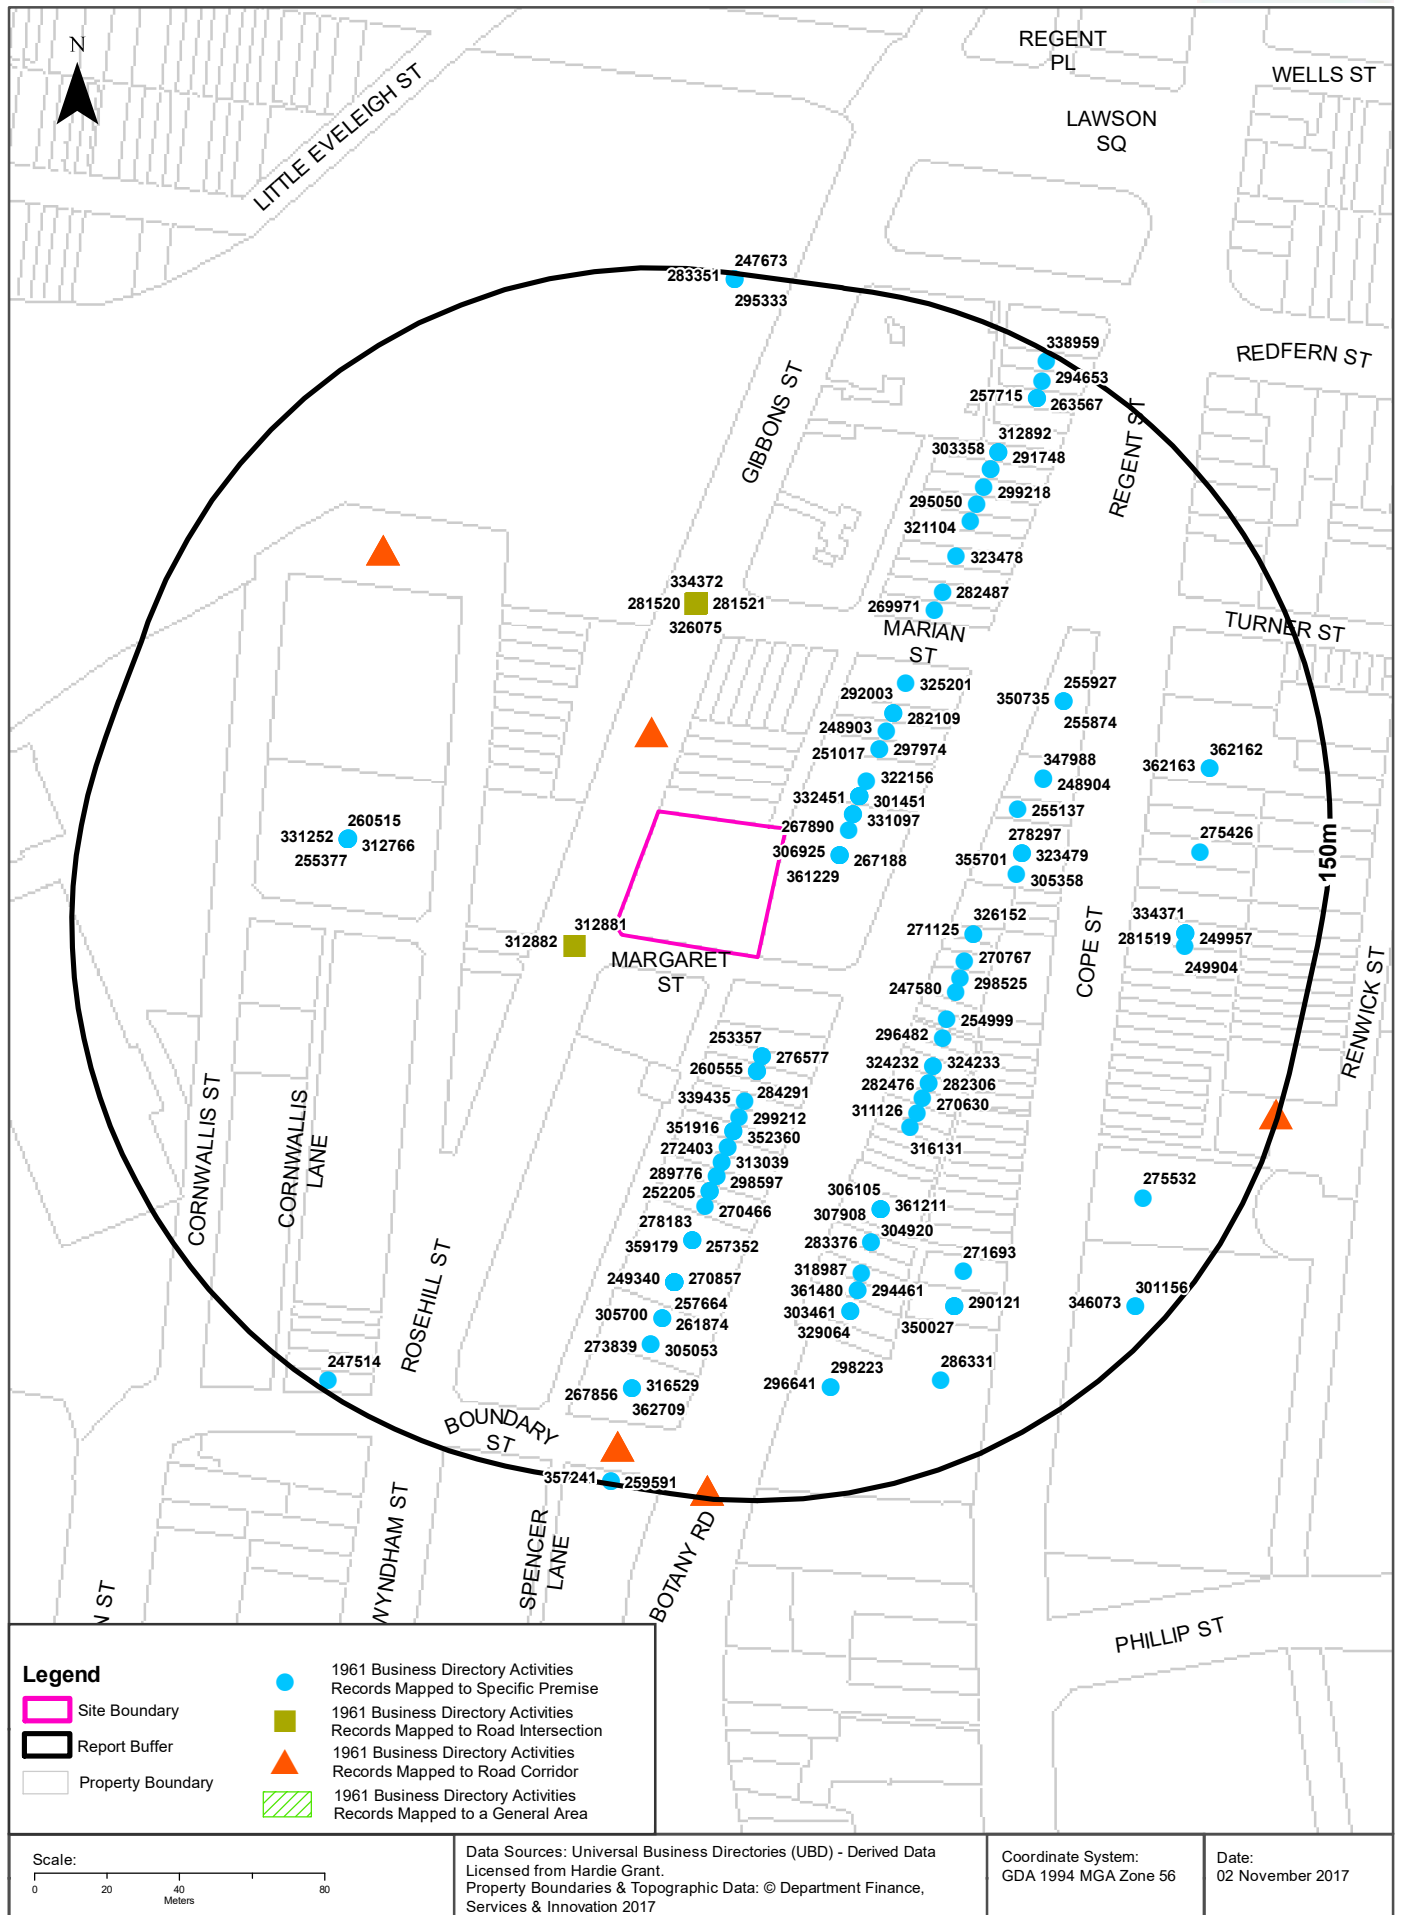 N
REGENT
PL
WELLS ST
LAWSON
SQ
LITTLE EVELEIGH ST
247673
283351
295333
338959
REDFERN ST
294653
257715
263567
GIBBONS ST
REGENT ST
312892
303358
291748
299218
295050
321104
323478
334372
281520
281521
326075
282487
269971
MARIAN
ST
TURNER ST
325201
292003
282109
248903
251017
297974
255927
350735
255874
362162
362163
347988
248904
322156
332451
301451
331097
267890
255137
306925
267188
361229
278297
323479
355701
305358
275426
150m
260515
331252
312766
255377
312881
312882
MARGARET
ST
326152
271125
270767
298525
247580
254999
296482
COPE ST
334371
281519
249957
249904
RENWICK ST
253357
276577
260555
284291
339435
299212
351916
352360
272403
313039
289776
298597
252205
270466
278183
359179
257352
324232
324233
282476
282306
270630
311126
316131
CORNWALLIS ST
CORNWALLIS
LANE
306105
361211
307908
304920
283376
275532
249340
270857
257664
305700
261874
273839
305053
318987
361480
294461
303461
329064
271693
290121
350027
301156
346073
ROSEHILL ST
247514
316529
267856
362709
298223
296641
286331
BOUNDARY
ST
357241
259591
WYNDHAM ST
SPENCER
LANE
BOTANY RD
N ST
PHILLIP ST
Legend
Site Boundary
Report Buffer
Property Boundary
1961 Business Directory Activities
Records Mapped to Specific Premise
1961 Business Directory Activities
Records Mapped to Road Intersection
1961 Business Directory Activities
Records Mapped to Road Corridor
1961 Business Directory Activities
Records Mapped to a General Area
Scale:
0 20 40 80
Meters
Data Sources: Universal Business Directories (UBD) - Derived Data
Licensed from Hardie Grant.
Property Boundaries & Topographic Data: © Department Finance,
Services & Innovation 2017
Coordinate System:
GDA 1994 MGA Zone 56
Date:
02 November 2017